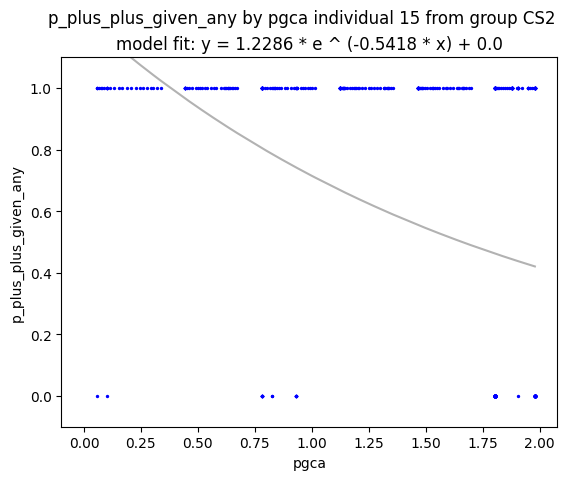 p_plus_plus_given_any by pgca individual 15 from group CS2
model fit: y = 1.2286 * e ^ (-0.5418 * x) + 0.0
p_plus_plus_given_any
1.0
0.8
0.6
0.4
0.2
0.0
0.00 0.25 0.50 0.75 1.00 1.25 1.50 1.75 2.00
pgca